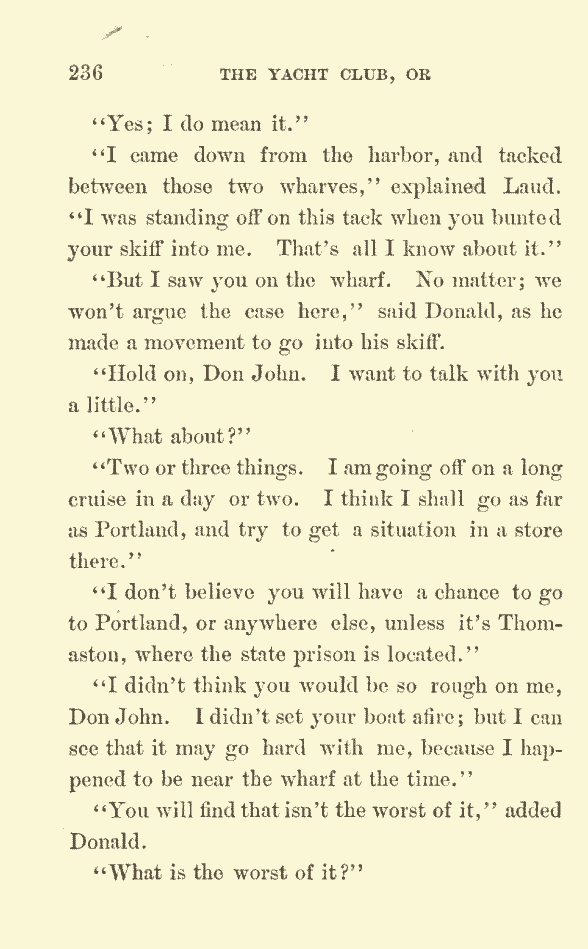 236 THE YACHT CLUB, OR
“Yes; I do mean it.”
“I came down from the harbor, and tacked
between those two wharves,” explained Laud.
“I was standing off on this tack when you bunted
your skiff into me. That’s all I know about it.”
“But I saw you on the wharf. No matter; we
won’t argue the case here,” said Donald, as he
made a movement to go into his skiff.
“Hold on, Don John. I want to talk with you
a little.”
“What about?”
“Two or three things. I am going off on a long
cruise in a day or two. I think I shall go as far
as Portland, and try to get a situation in a store
there.”
“I don’t believe you will have a chance to go
to Portland, or anywhere else, unless it’s Thom-
aston, where the state prison is located.”
“I didn’t think you would be so rough on me,
Don John. I didn’t set your boat afire; but I can
see that it may go hard with me, because I hap-
pened to be near the wharf at the time.”
“You will find that isn’t the worst of it,” added
Donald.
“What is the worst of it?”